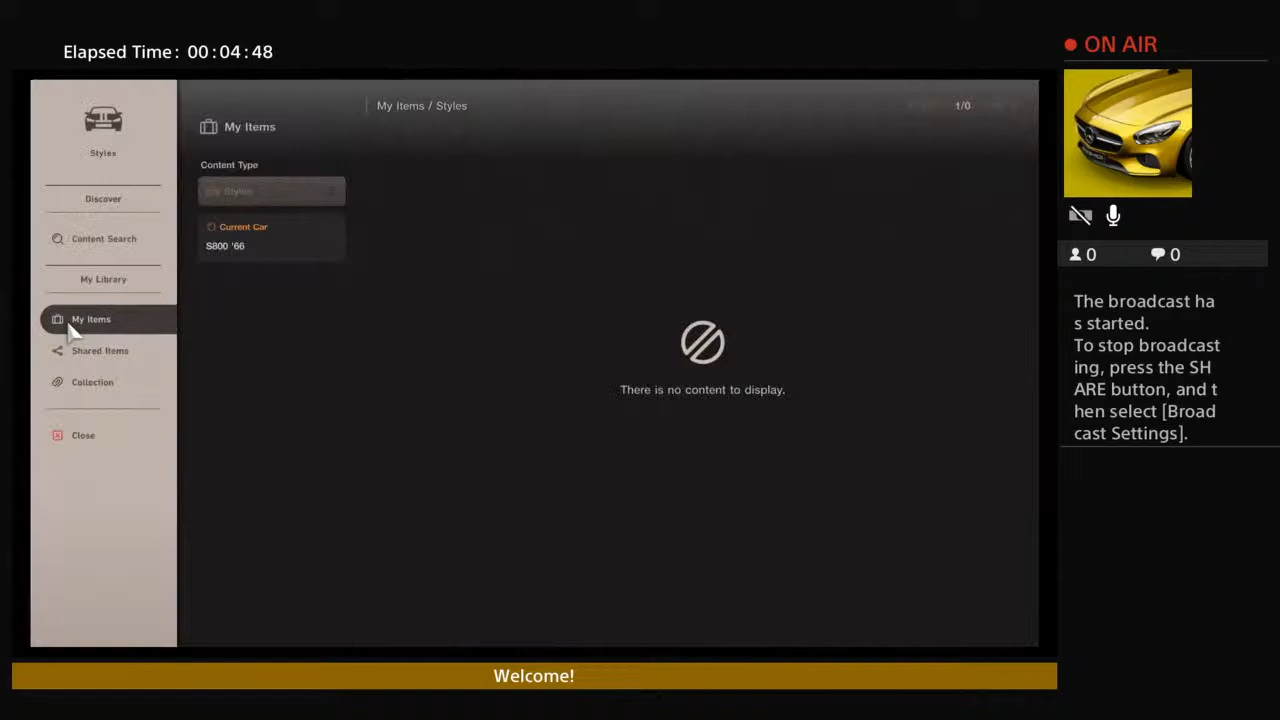 Elapsed Time: 00:04:48
ON AIR
Styles
Discover
Content Search
My Library
My Items
Shared Items
Collection
Close
My Items
My Items / Styles
1/0
Content Type
Styles
Current Car
S800 '66
There is no content to display.
0
0
The broadcast ha
s started.
To stop broadcast
ing, press the SH
ARE button, and t
hen select [Broad
cast Settings].
Welcome!